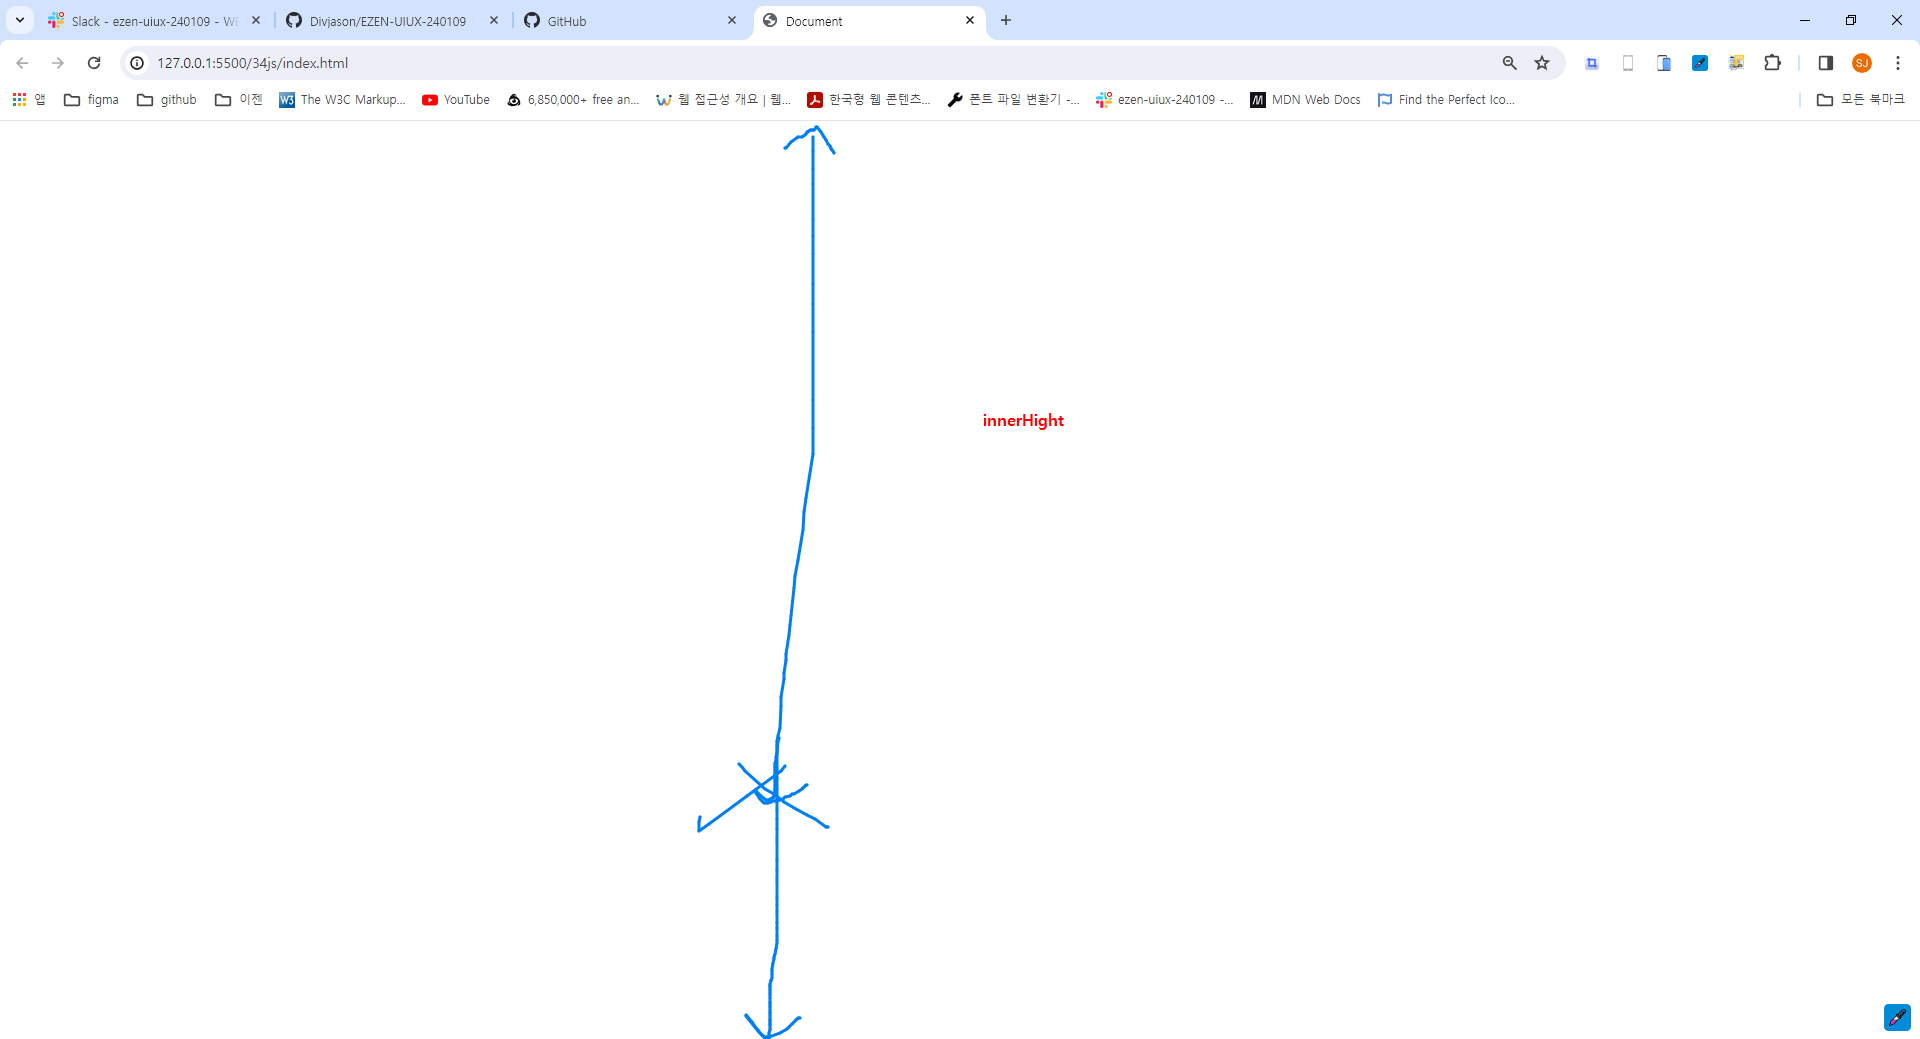 Slack - ezen-uiux-240109 - W
Divjason/EZEN-UIUX-240109
GitHub
Document
127.0.0.1:5500/34js/index.html
SJ
앱
figma
github
이젠
W3
The W3C Markup...
YouTube
6,850,000+ free an...
웹 접근성 개요 | 웹...
한국형 웹 콘텐츠...
폰트 파일 변환기 -...
ezen-uiux-240109 -...
M
MDN Web Docs
Find the Perfect Ico...
모든 북마크
innerHight